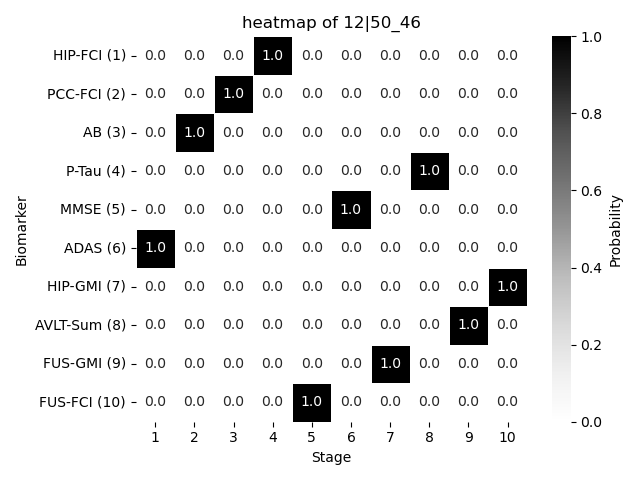 heatmap of 12|50_46
HIP-FCI (1) 0.0 0.0 0.0 1.0 0.0 0.0 0.0 0.0 0.0 0.0
PCC-FCI (2) 0.0 0.0 1.0 0.0 0.0 0.0 0.0 0.0 0.0 0.0
AB (3) 0.0 1.0 0.0 0.0 0.0 0.0 0.0 0.0 0.0 0.0
P-Tau (4) 0.0 0.0 0.0 0.0 0.0 0.0 0.0 1.0 0.0 0.0
MMSE (5) 0.0 0.0 0.0 0.0 0.0 1.0 0.0 0.0 0.0 0.0
ADAS (6) 1.0 0.0 0.0 0.0 0.0 0.0 0.0 0.0 0.0 0.0
HIP-GMI (7) 0.0 0.0 0.0 0.0 0.0 0.0 0.0 0.0 0.0 1.0
AVLT-Sum (8) 0.0 0.0 0.0 0.0 0.0 0.0 0.0 0.0 1.0 0.0
FUS-GMI (9) 0.0 0.0 0.0 0.0 0.0 0.0 1.0 0.0 0.0 0.0
FUS-FCI (10) 0.0 0.0 0.0 0.0 1.0 0.0 0.0 0.0 0.0 0.0
1 2 3 4 5 6 7 8 9 10
Stage
Biomarker
1.0
0.8
0.6
0.4
0.2
0.0
Probability